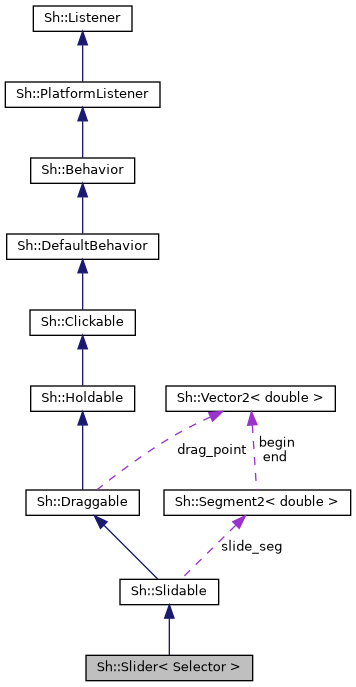 Sh::Listener
Sh::PlatformListener
Sh::Behavior
Sh::DefaultBehavior
Sh::Clickable
Sh::Holdable
Sh::Vector2< double >
drag_point
begin
end
Sh::Draggable
Sh::Segment2< double >
slide_seg
Sh::Slidable
Sh::Slider< Selector >